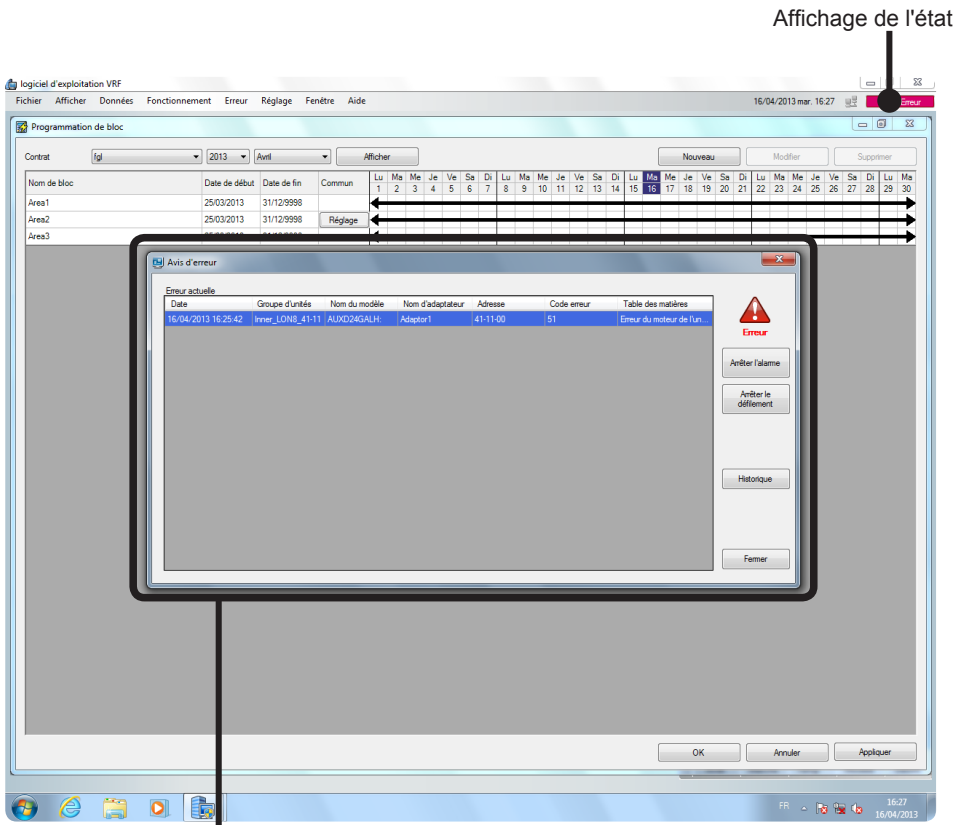 Affichage de l'état
logiciel d'exploitation VRF
Fichier Afficher Données Fonctionnement Erreur Réglage Fenêtre Aide 16/04/2013 mar. 16:27 Erreur
Programmation de bloc
Contrat fgl 2013 Avril Afficher Nouveau Modifier Supprimer
Nom de bloc Date de début Date de fin Commun Lu Ma Me Je Ve Sa Di Lu Ma Me Je Ve Sa Di Lu Ma Me Je Ve Sa Di Lu Ma Me Je Ve Sa Di Lu Ma
1 2 3 4 5 6 7 8 9 10 11 12 13 14 15 16 17 18 19 20 21 22 23 24 25 26 27 28 29 30
Area1 25/03/2013 31/12/9998
Area2 25/03/2013 31/12/9998 Réglage
Area3
Avis d'erreur
Erreur actuelle
Date Groupe d'unités Nom du modèle Nom d'adaptateur Adresse Code erreur Table des matières
16/04/2013 16:25:42 Inner_LON8_41-11 AUXD24GALH: Adaptor1 41-11-00 51 Erreur du moteur de l'un...
Erreur
Arrêter l'alarme
Arrêter le
défilement
Historique
Fermer
OK Annuler Appliquer
FR 16:27
16/04/2013